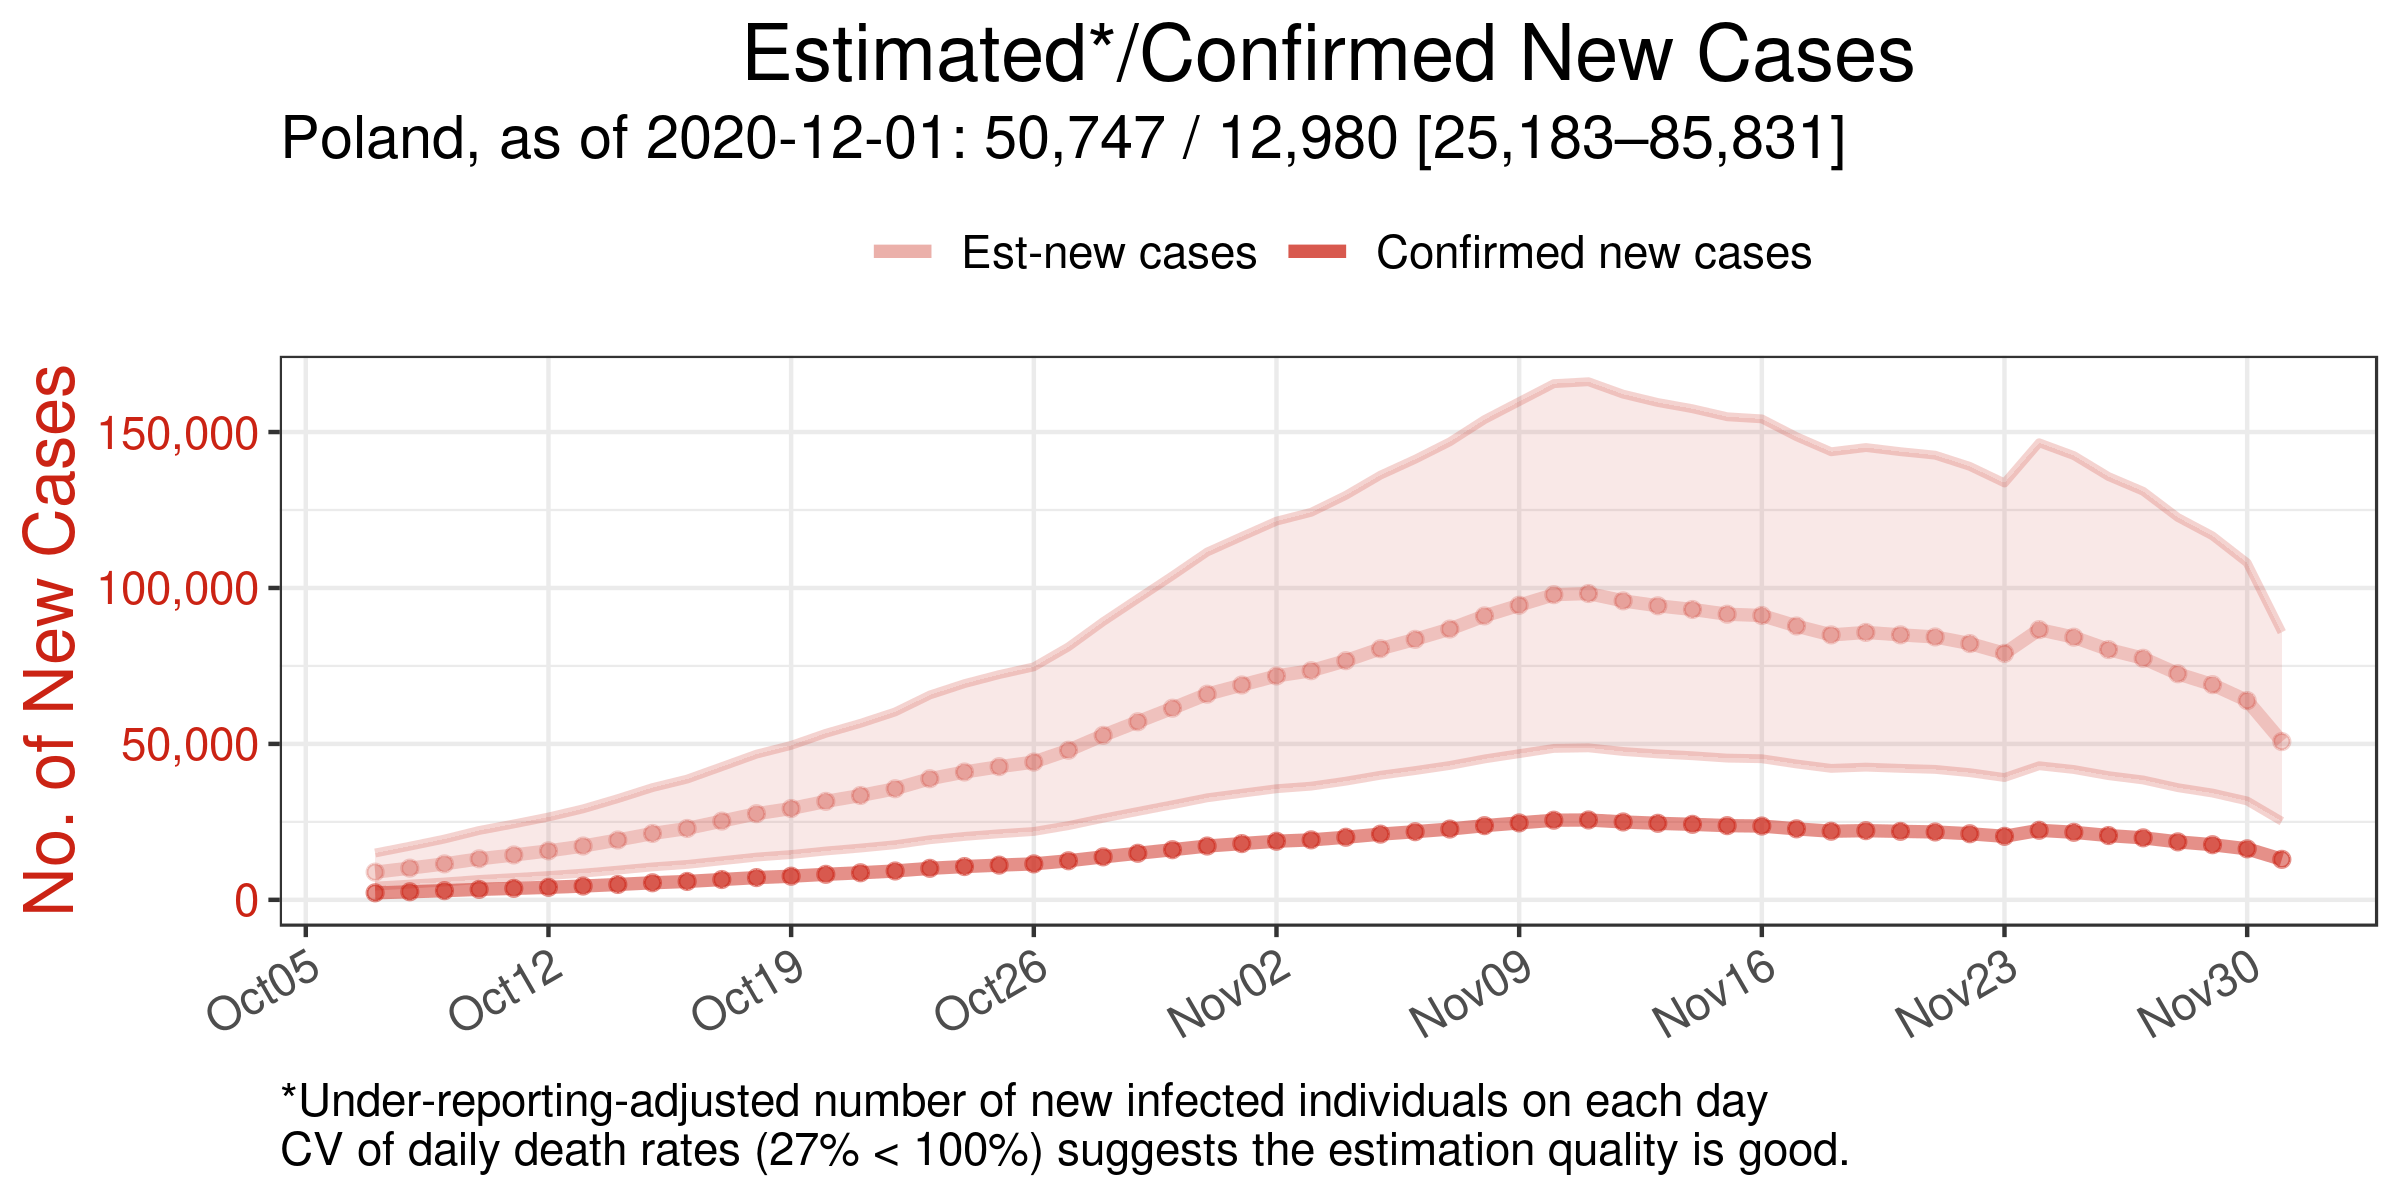 Estimated*/Confirmed New Cases
Poland, as of 2020-12-01: 50,747 / 12,980 [25,183–85,831]
Est-new cases
Confirmed new cases
No. of New Cases
150,000
100,000
50,000
0
Oct05
Oct12
Oct19
Oct26
Nov02
Nov09
Nov16
Nov23
Nov30
*Under-reporting-adjusted number of new infected individuals on each day
CV of daily death rates (27% < 100%) suggests the estimation quality is good.